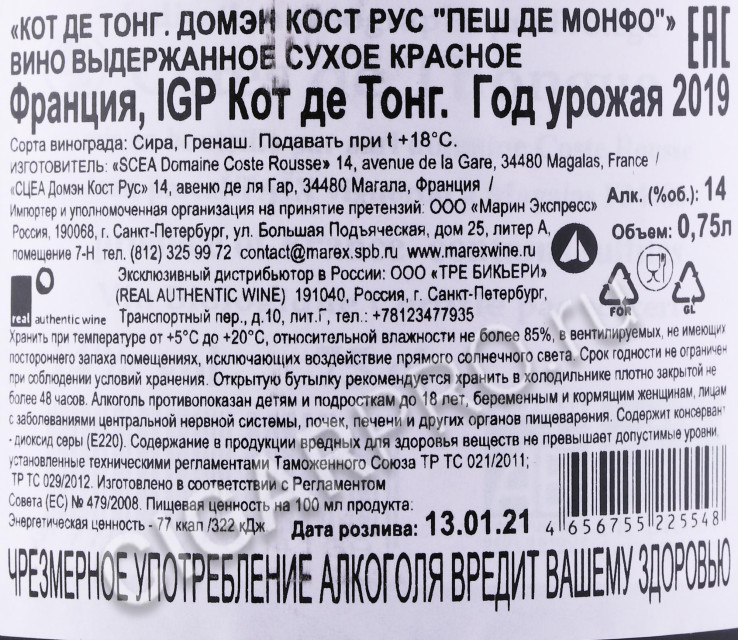 «КОТ ДЕ ТОНГ. ДОМЭН КОСТ РУС "ПЕШ ДЕ МОНФО"»
ВИНО ВЫДЕРЖАННОЕ СУХОЕ КРАСНОЕ
EAC
Франция, IGP Кот де Тонг. Год урожая 2019
Сорта винограда: Сира, Гренаш. Подавать при t +18°C.
ИЗГОТОВИТЕЛЬ: «SCEA Domaine Coste Rousse» 14, avenue de la Gare, 34480 Magalas, France /
«СЦЕА Домэн Кост Рус» 14, авеню де ля Гар, 34480 Магала, Франция /
Алк. (%об.): 14
Импортер и уполномоченная организация на принятие претензий: ООО «Марин Экспресс»
Россия, 190068, г. Санкт-Петербург, ул. Большая Подъяческая, дом 25, литер А,
Объем: 0,75л
помещение 7-Н тел. (812) 325 99 72 contact@marex.spb.ru www.marexwine.ru
Эксклюзивный дистрибьютор в России: ООО «ТРЕ БИКЬЕРИ»
(REAL AUTHENTIC WINE) 191040, Россия, г. Санкт-Петербург,
Транспортный пер., д.10, лит.Г, тел.: +78123477935
real authentic wine
FOR
GL
Хранить при температуре от +5°C до +20°C, относительной влажности не более 85%, в вентилируемых, не имеющих
постороннего запаха помещениях, исключающих воздействие прямого солнечного света. Срок годности не ограничен
при соблюдении условий хранения. Открытую бутылку рекомендуется хранить в холодильнике плотно закрытой не
более 48 часов. Алкоголь противопоказан детям и подросткам до 18 лет, беременным и кормящим женщинам, лицам
с заболеваниями центральной нервной системы, почек, печени и других органов пищеварения. Содержит консервант
- диоксид серы (Е220). Содержание в продукции вредных для здоровья веществ не превышает допустимые уровни,
установленные техническими регламентами Таможенного Союза ТР ТС 021/2011;
ТР ТС 029/2012. Изготовлено в соответствии с Регламентом
Совета (ЕС) № 479/2008. Пищевая ценность на 100 мл продукта:
Энергетическая ценность - 77 ккал /322 кДж.
Дата розлива: 13.01.21
4 656755 225548
ЧРЕЗМЕРНОЕ УПОТРЕБЛЕНИЕ АЛКОГОЛЯ ВРЕДИТ ВАШЕМУ ЗДОРОВЬЮ
CIGARPRO.RU